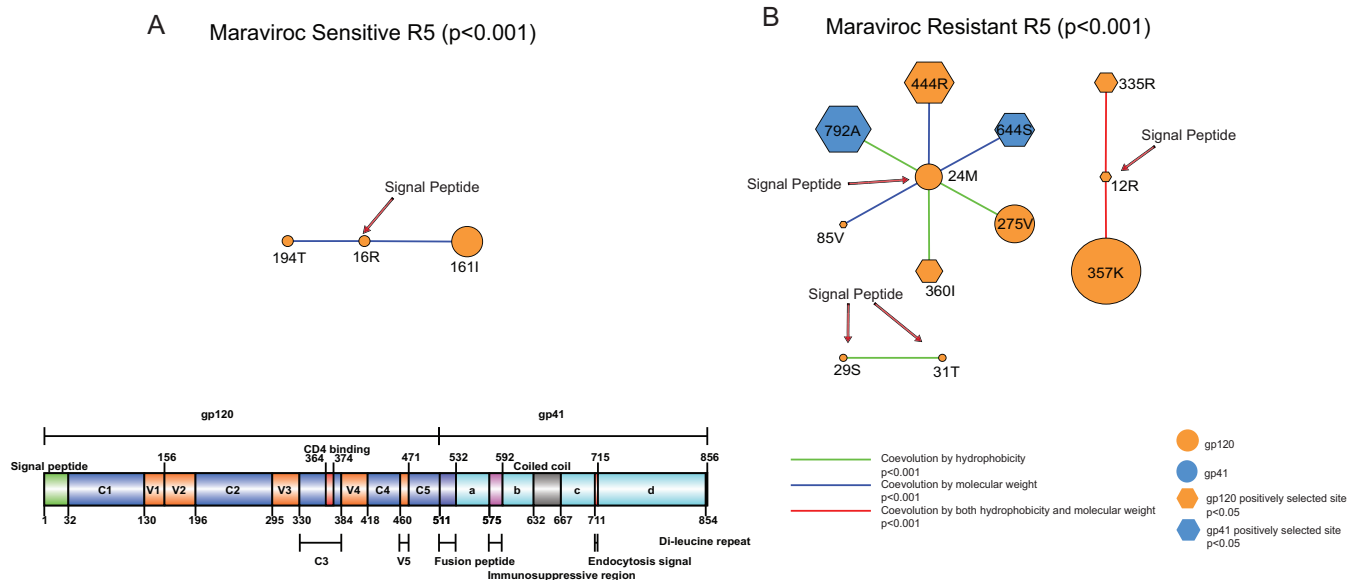 A
Maraviroc Sensitive R5 (p<0.001)
Signal Peptide
194T
16R
161I
B
Maraviroc Resistant R5 (p<0.001)
444R
335R
792A
644S
Signal Peptide
Signal Peptide
24M
12R
85V
275V
357K
360I
Signal Peptide
29S
31T
gp120
gp41
CD4 binding
156
364
374
471
532
592
715
856
Signal peptide
Coiled coil
C1
V1
V2
C2
V3
V4
C4
C5
a
b
c
d
1
32
130
196
295
330
384
418
460
511
575
632
667
711
854
Di-leucine repeat
C3
V5
Fusion peptide
Endocytosis signal
Immunosuppressive region
Coevolution by hydrophobicity
p<0.001
Coevolution by molecular weight
p<0.001
Coevolution by both hydrophobicity and molecular weight
p<0.001
gp120
gp41
gp120 positively selected site
p<0.05
gp41 positively selected site
p<0.05